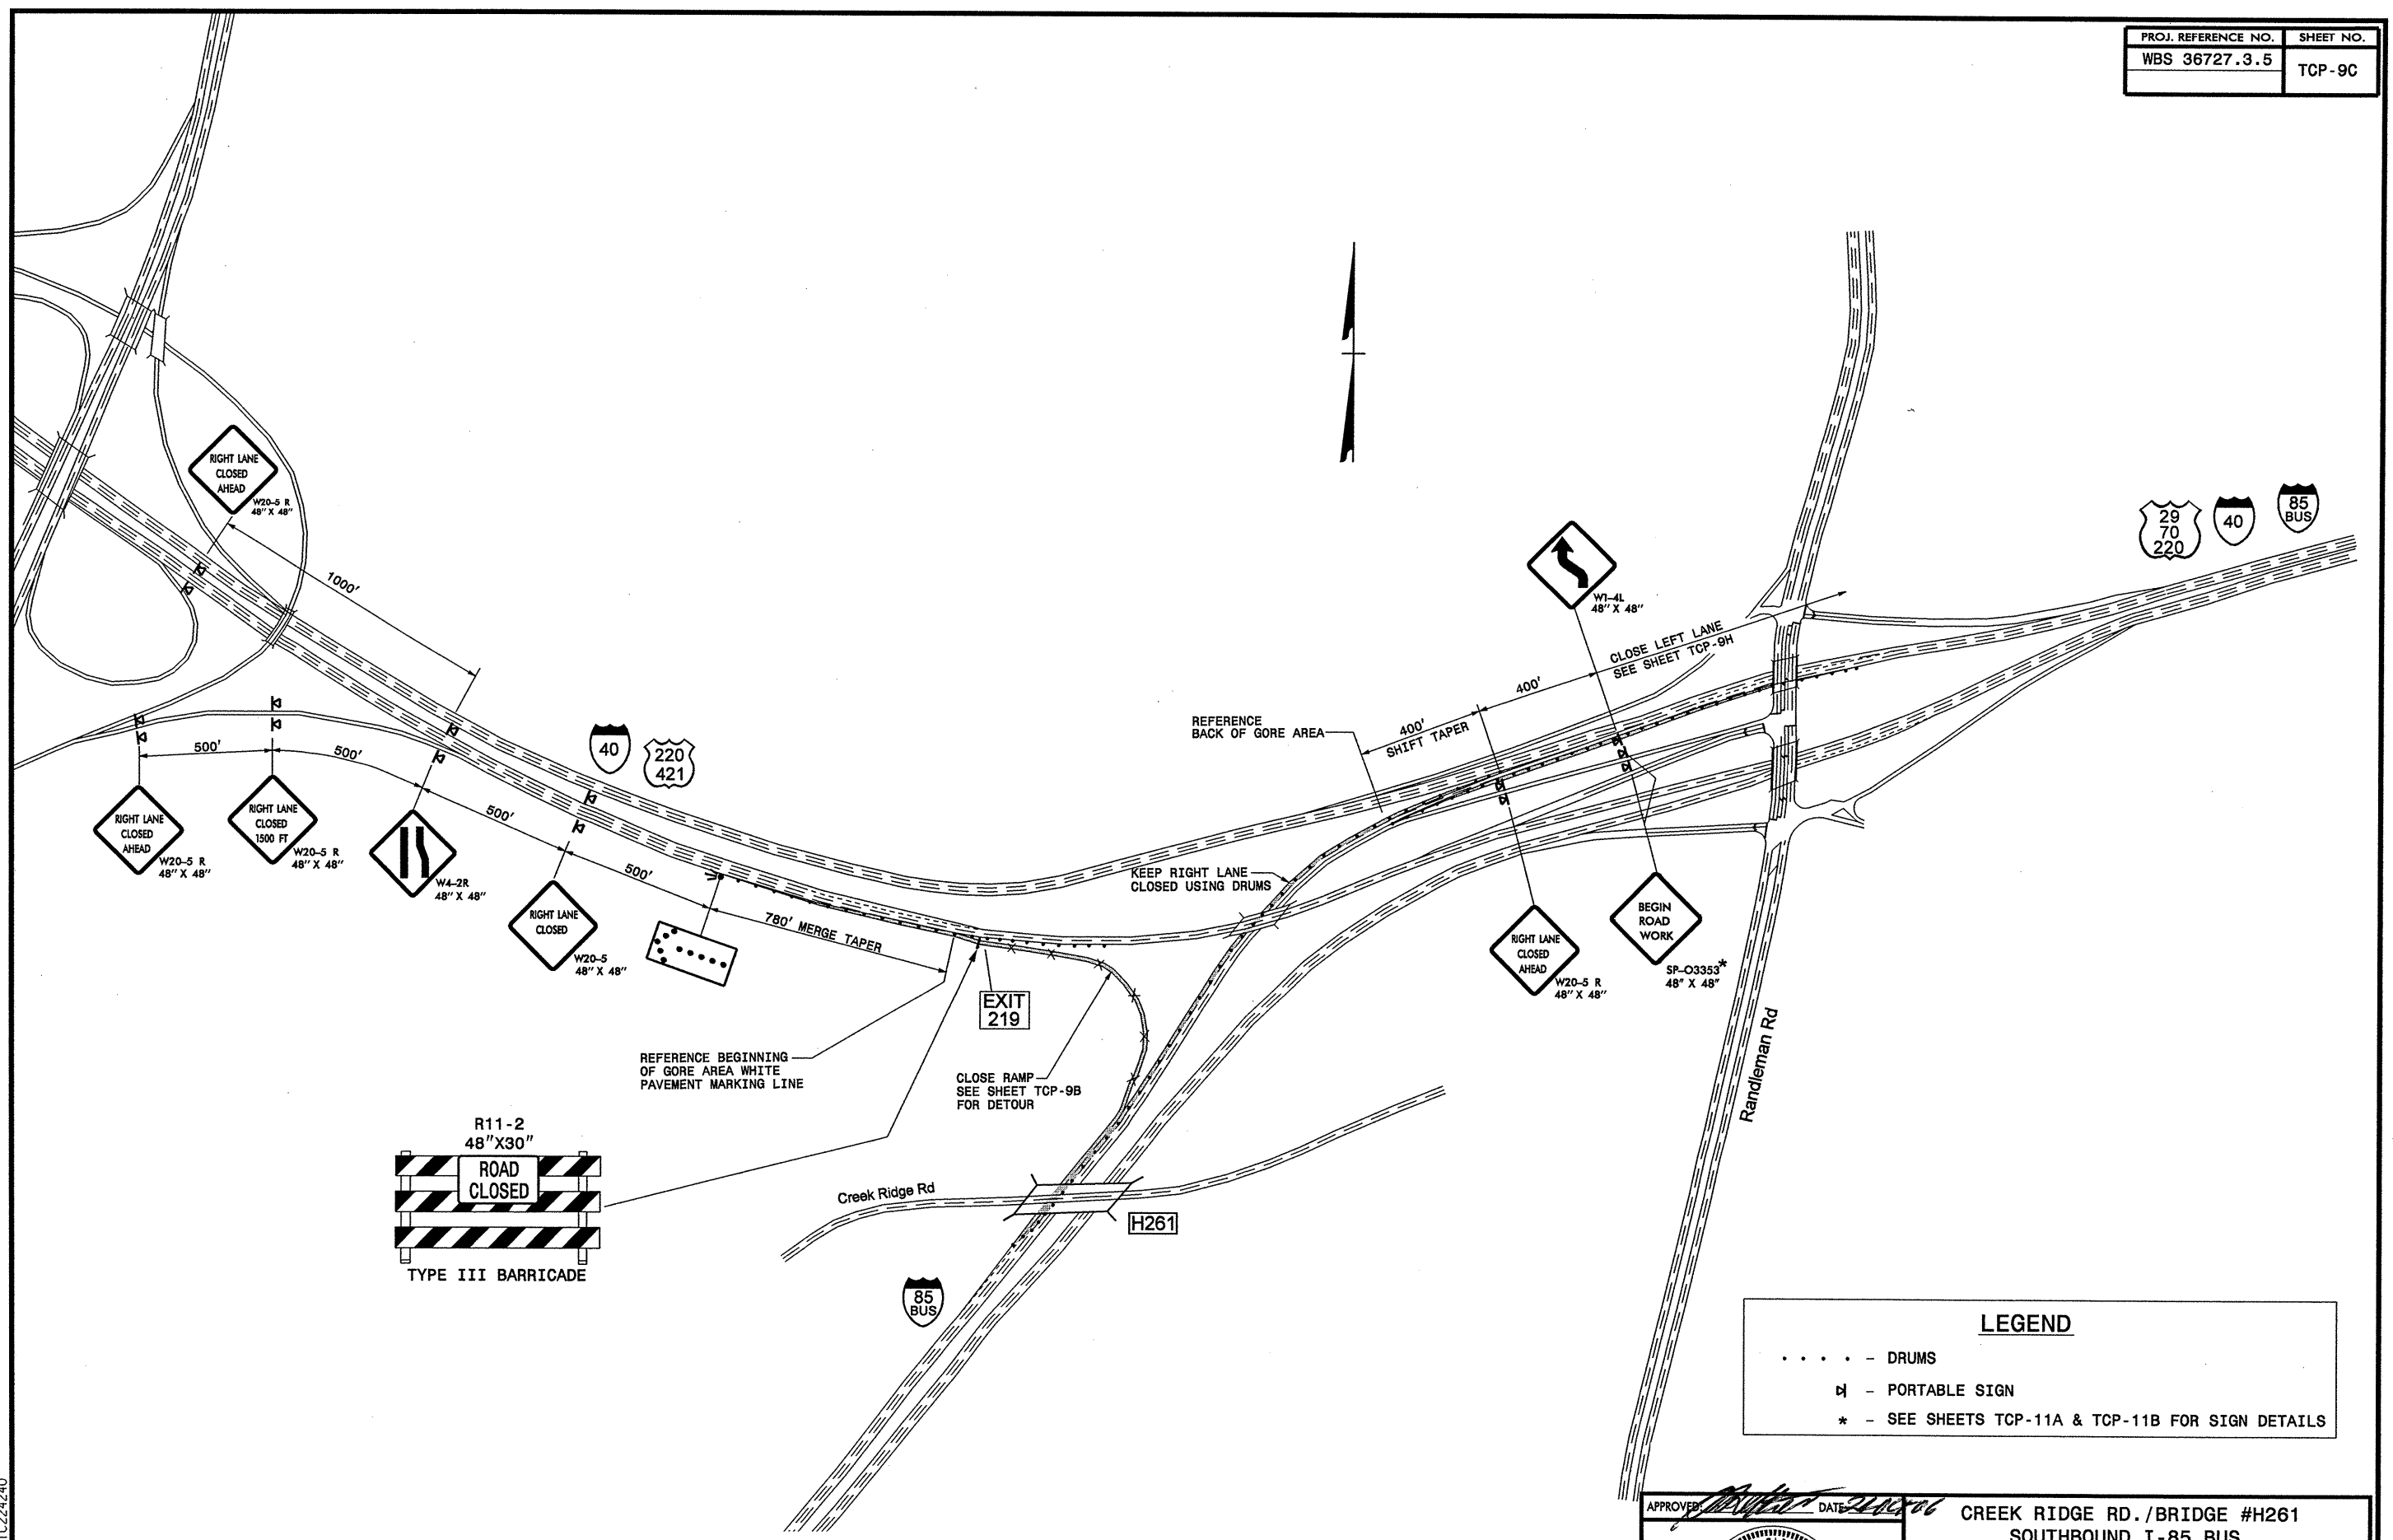 PROJ. REFERENCE NO.
SHEET NO.
WBS 36727.3.5
TCP-9C
RIGHT LANE
CLOSED
AHEAD
W20-5 R
48" X 48"
1000'
500'
500'
RIGHT LANE
CLOSED
AHEAD
W20-5 R
48" X 48"
RIGHT LANE
CLOSED
1500 FT
W20-5 R
48" X 48"
500'
W4-2R
48" X 48"
40
220
421
500'
RIGHT LANE
CLOSED
W20-5
48" X 48"
780' MERGE TAPER
REFERENCE BEGINNING
OF GORE AREA WHITE
PAVEMENT MARKING LINE
EXIT
219
CLOSE RAMP
SEE SHEET TCP-9B
FOR DETOUR
KEEP RIGHT LANE
CLOSED USING DRUMS
REFERENCE
BACK OF GORE AREA
400'
SHIFT TAPER
400'
CLOSE LEFT LANE
SEE SHEET TCP-9H
W1-4L
48" X 48"
29
70
220
40
85
BUS
RIGHT LANE
CLOSED
AHEAD
W20-5 R
48" X 48"
BEGIN
ROAD
WORK
SP-03353*
48" X 48"
Randleman Rd
R11-2
48"X30"
ROAD
CLOSED
TYPE III BARRICADE
Creek Ridge Rd
H261
85
BUS
LEGEND
- DRUMS
- PORTABLE SIGN
* - SEE SHEETS TCP-11A & TCP-11B FOR SIGN DETAILS
APPROVED:
DATE
CREEK RIDGE RD./BRIDGE #H261
SOUTHBOUND I-85 BUS
TC224240